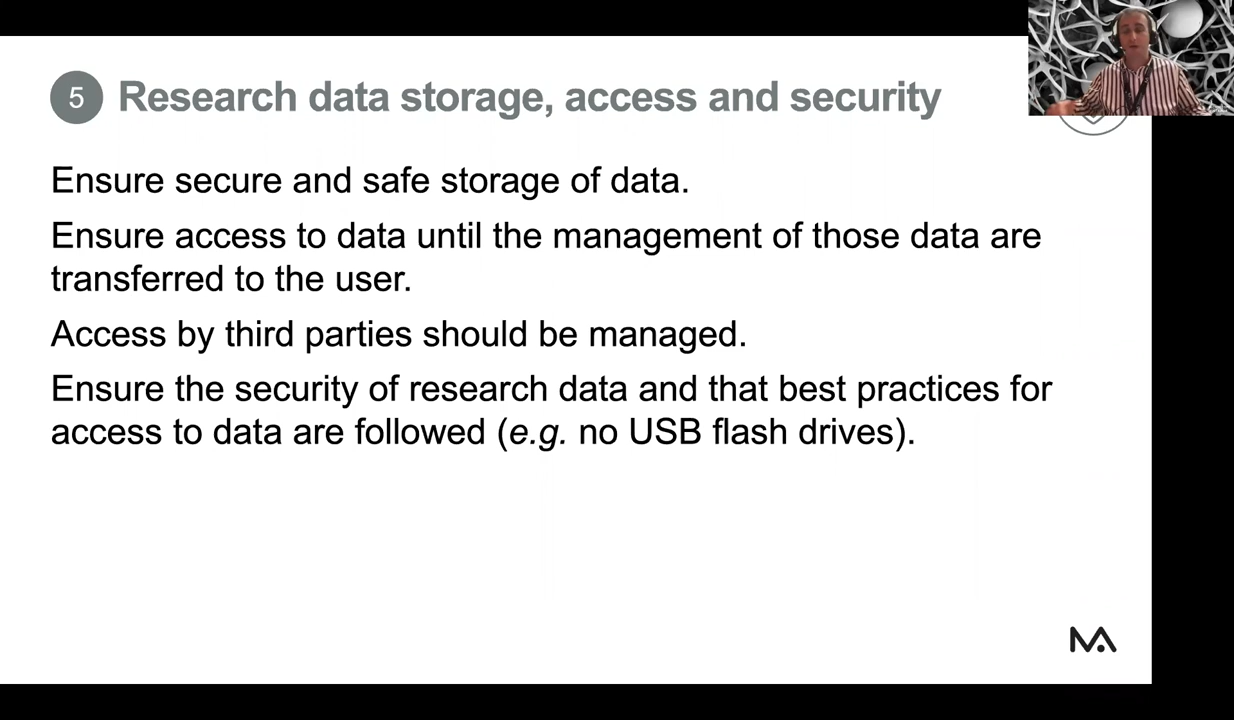 5 Research data storage, access and security
Ensure secure and safe storage of data.
Ensure access to data until the management of those data are
transferred to the user.
Access by third parties should be managed.
Ensure the security of research data and that best practices for
access to data are followed (e.g. no USB flash drives).
MA